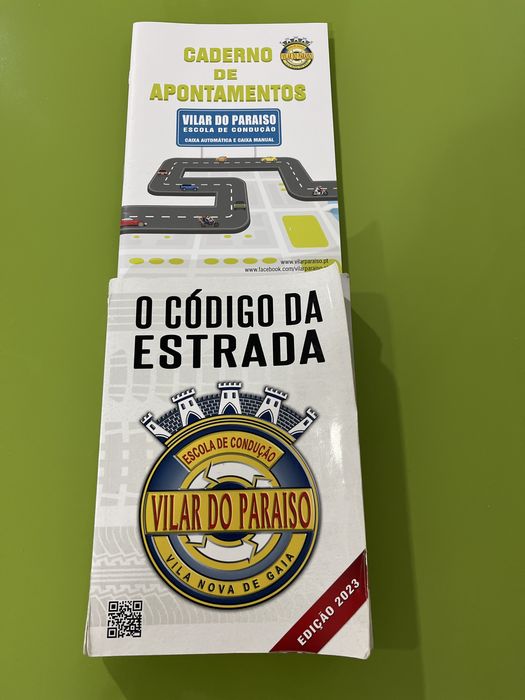 CADERNO
DE
APONTAMENTOS
VILAR DO PARAISO
ESCOLA DE CONDUÇÃO
CAIXA AUTOMÁTICA E CAIXA MANUAL
www.vilarparaiso.pt
www.facebook.com/vilarparaiso
O CÓDIGO DA
ESTRADA
ESCOLA DE CONDUÇÃO
VILAR DO PARAISO
VILA NOVA DE GAIA
EDIÇÃO 2023